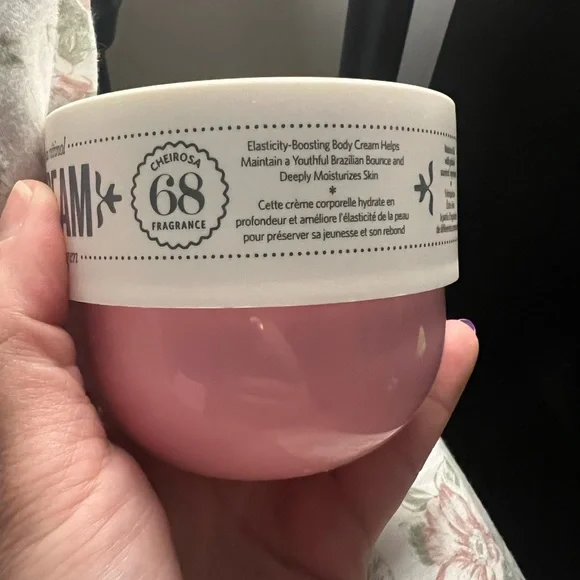 EAM
CHEIROSA
68
FRAGRANCE
Elasticity-Boosting Body Cream Helps
Maintain a Youthful Brazilian Bounce and
Deeply Moisturizes Skin
*
Cette crème corporelle hydrate en
profondeur et améliore l'élasticité de la peau
pour préserver sa jeunesse et son rebond